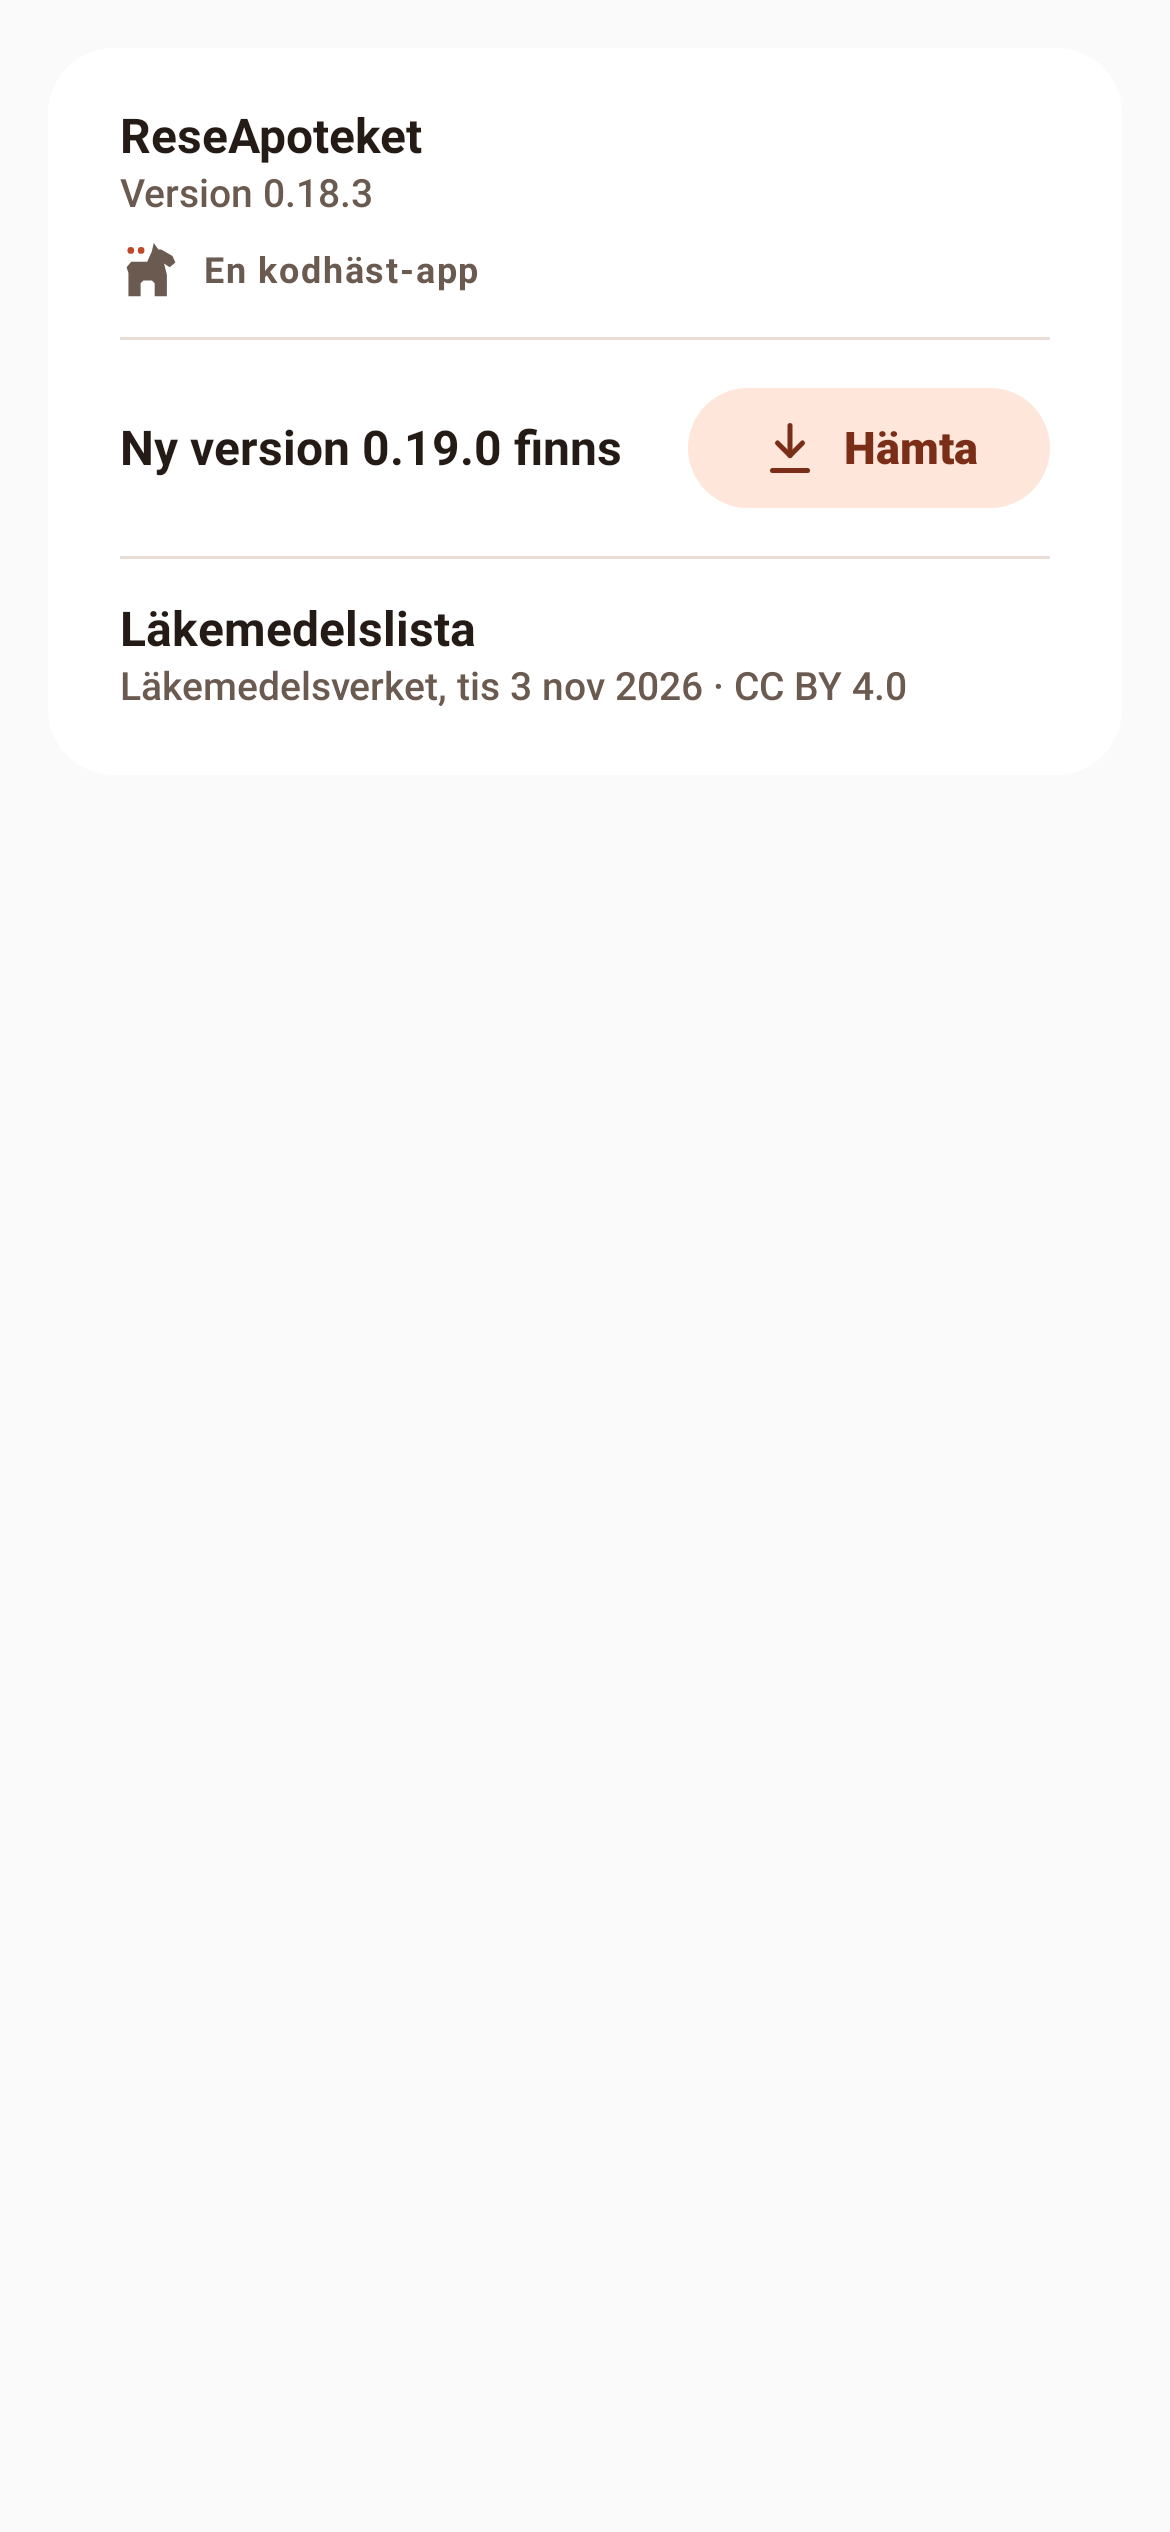 ReseApoteket
Version 0.18.3
En kodhäst-app
Ny version 0.19.0 finns
Hämta
Läkemedelslista
Läkemedelsverket, tis 3 nov 2026 · CC BY 4.0